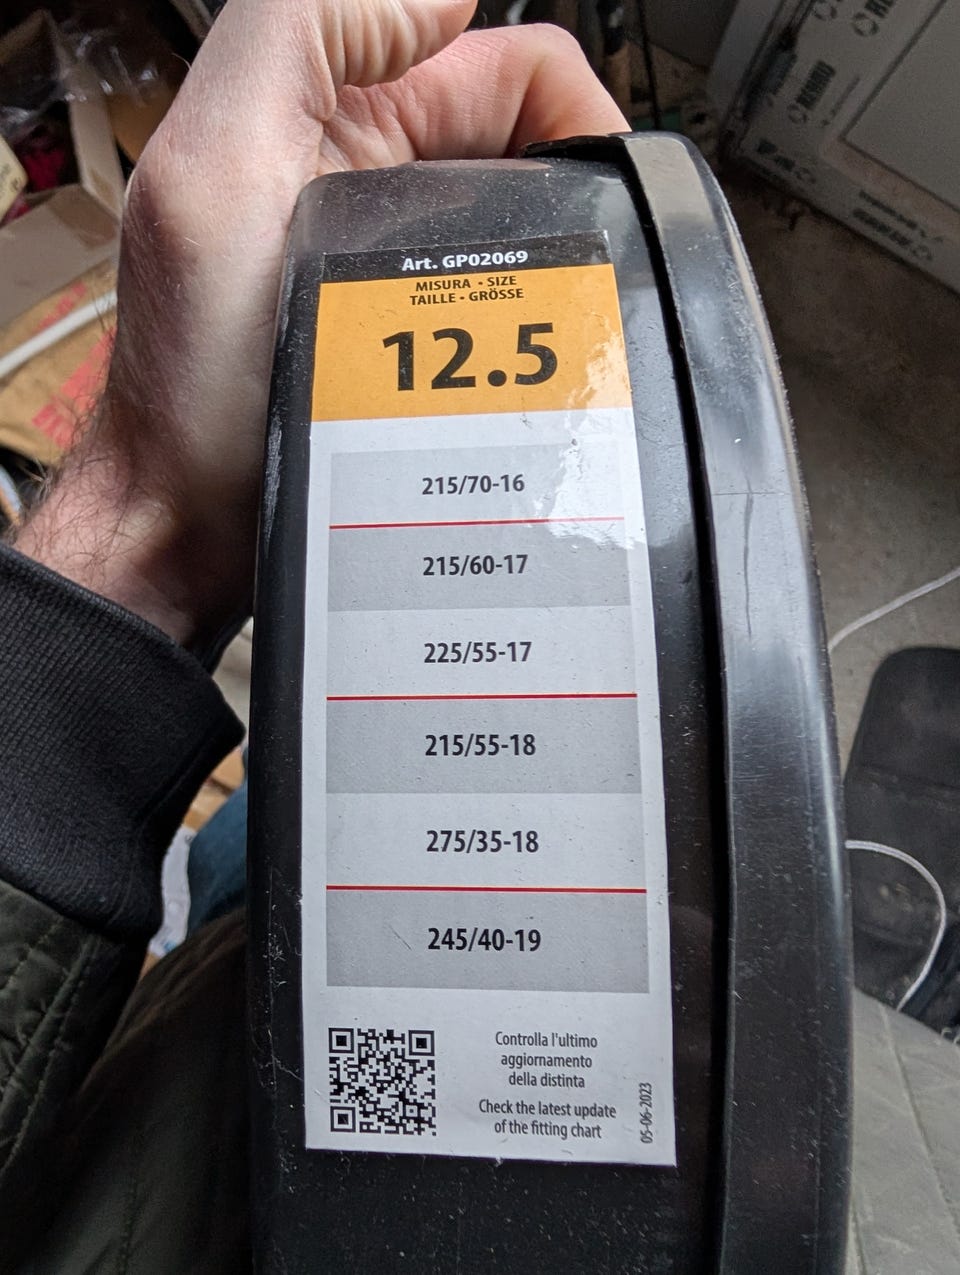 Art. GP02069
MISURA • SIZE
TAILLE • GRÖSSE
12.5
215/70-16
215/60-17
225/55-17
215/55-18
275/35-18
245/40-19
Controlla l'ultimo
aggiornamento
della distinta
Check the latest update
of the fitting chart
05-06-2023